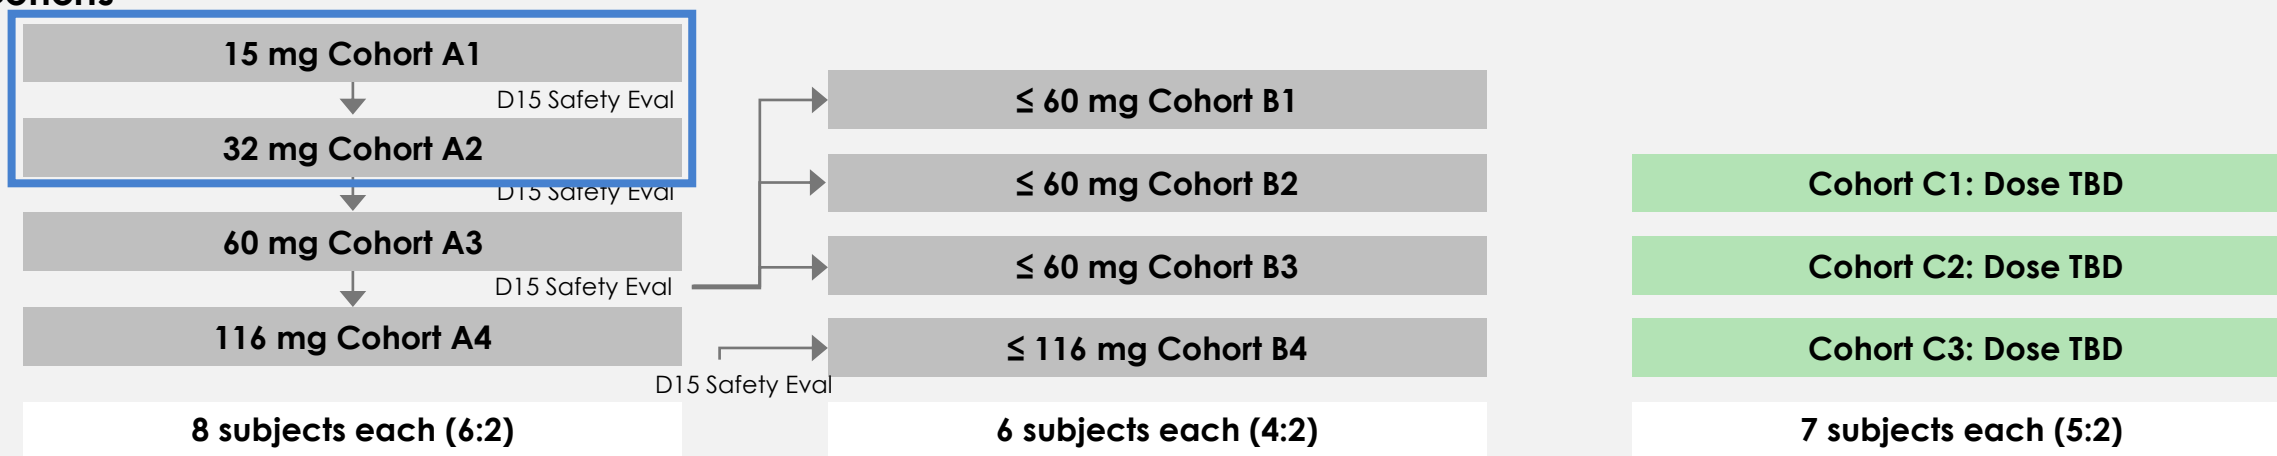 15 mg Cohort A1
D15 Safety Eval
32 mg Cohort A2
D15 Safety Eval
60 mg Cohort A3
D15 Safety Eval
116 mg Cohort A4
8 subjects each (6:2)
≤ 60 mg Cohort B1
≤ 60 mg Cohort B2
≤ 60 mg Cohort B3
≤ 116 mg Cohort B4
D15 Safety Eval
6 subjects each (4:2)
Cohort C1: Dose TBD
Cohort C2: Dose TBD
Cohort C3: Dose TBD
7 subjects each (5:2)